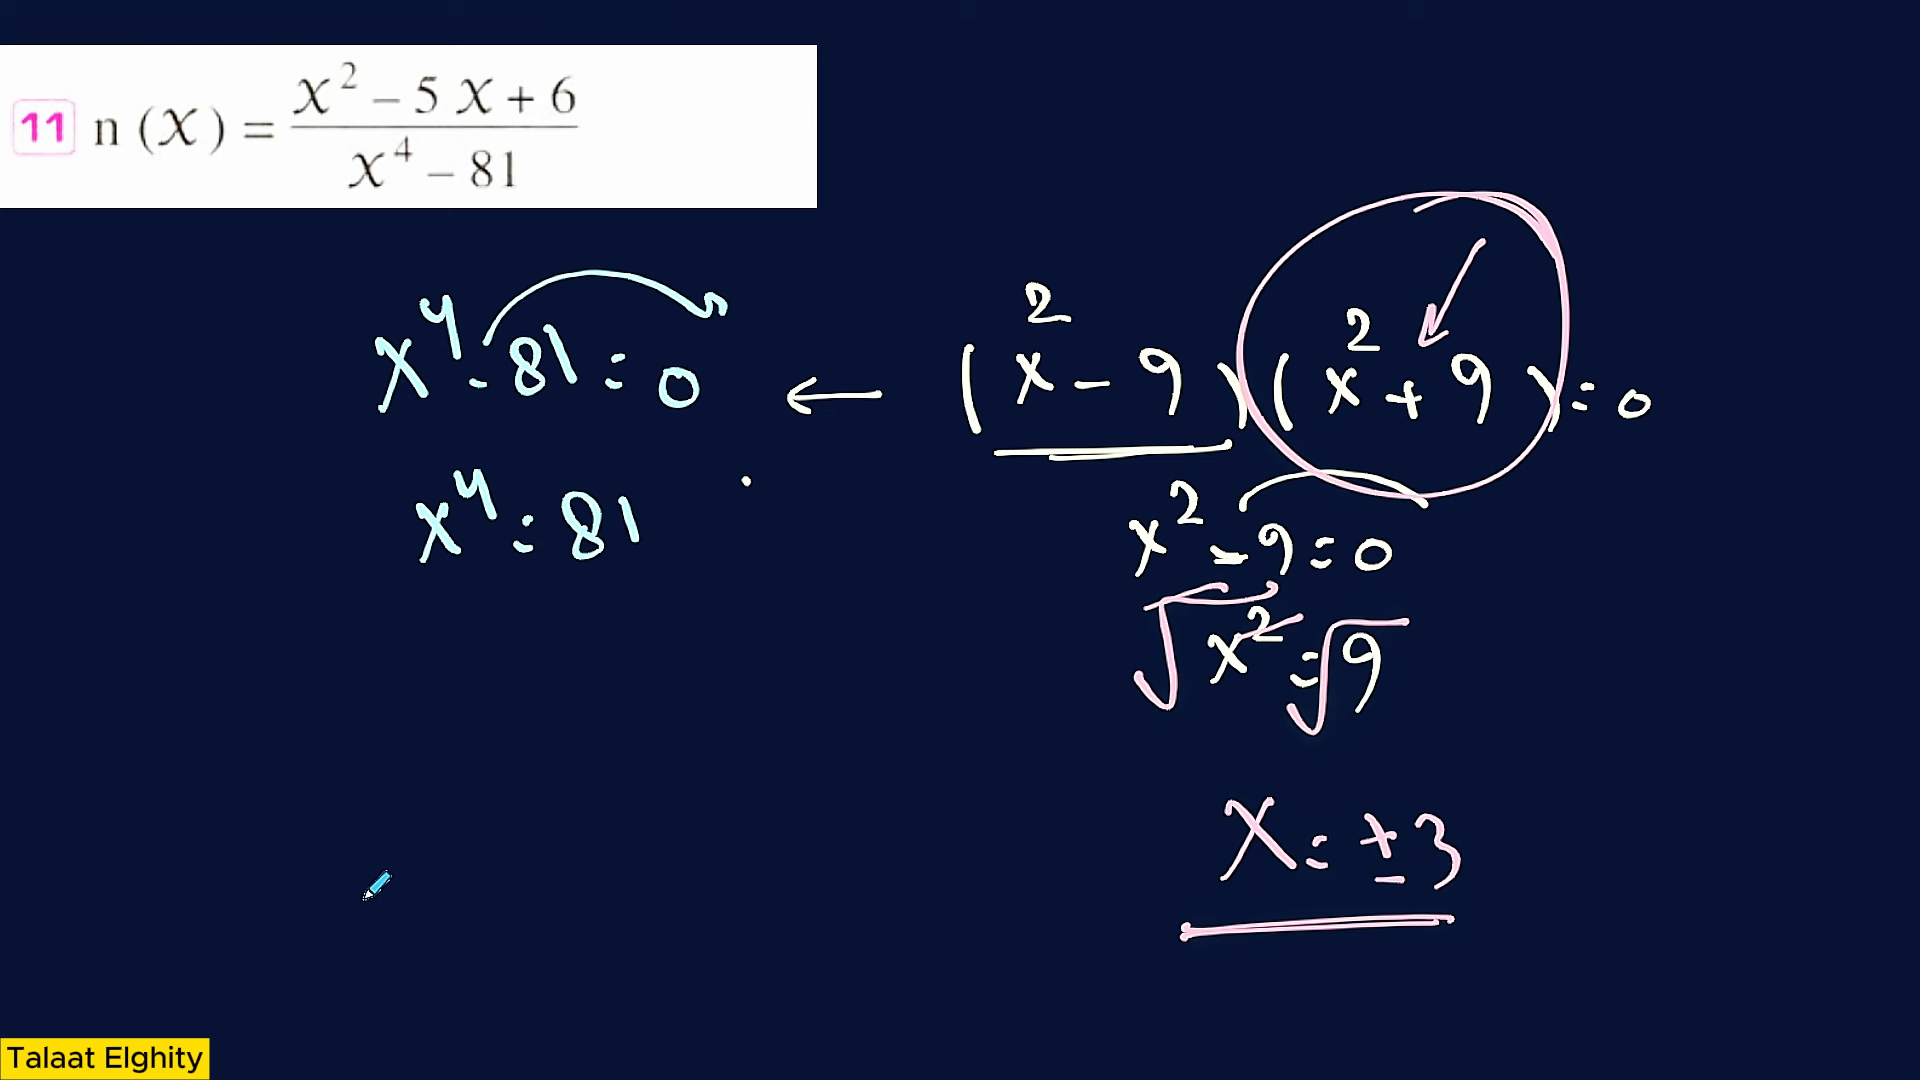 11 n (X) = X² – 5 X + 6 / X⁴ – 81
x⁴ - 81 = 0 ← (x² - 9)(x² + 9) = 0
x⁴ = 81
x² - 9 = 0
√x² = √9
x = ± 3
Talaat Elghity